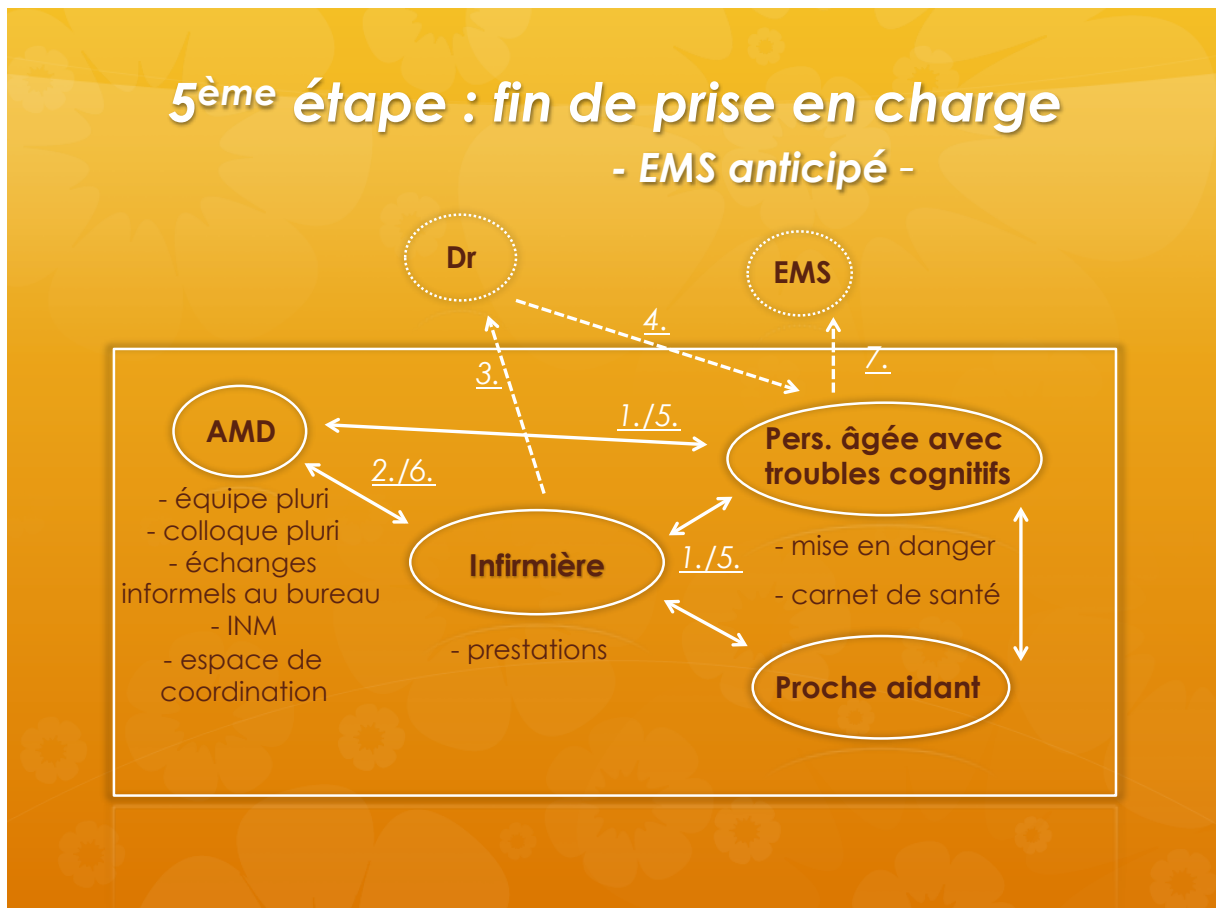 5ème étape : fin de prise en charge
- EMS anticipé -
Dr
EMS
4.
3.
7.
AMD
1./5.
Pers. âgée avec
troubles cognitifs
2./6.
- équipe pluri
- colloque pluri
- échanges
informels au bureau
- INM
- espace de
coordination
Infirmière
- prestations
1./5.
- mise en danger
- carnet de santé
Proche aidant